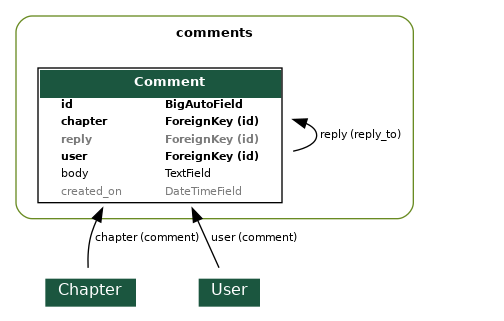 comments
Comment
id BigAutoField
chapter ForeignKey (id)
reply ForeignKey (id)
user ForeignKey (id)
body TextField
created_on DateTimeField
reply (reply_to)
chapter (comment) user (comment)
Chapter User